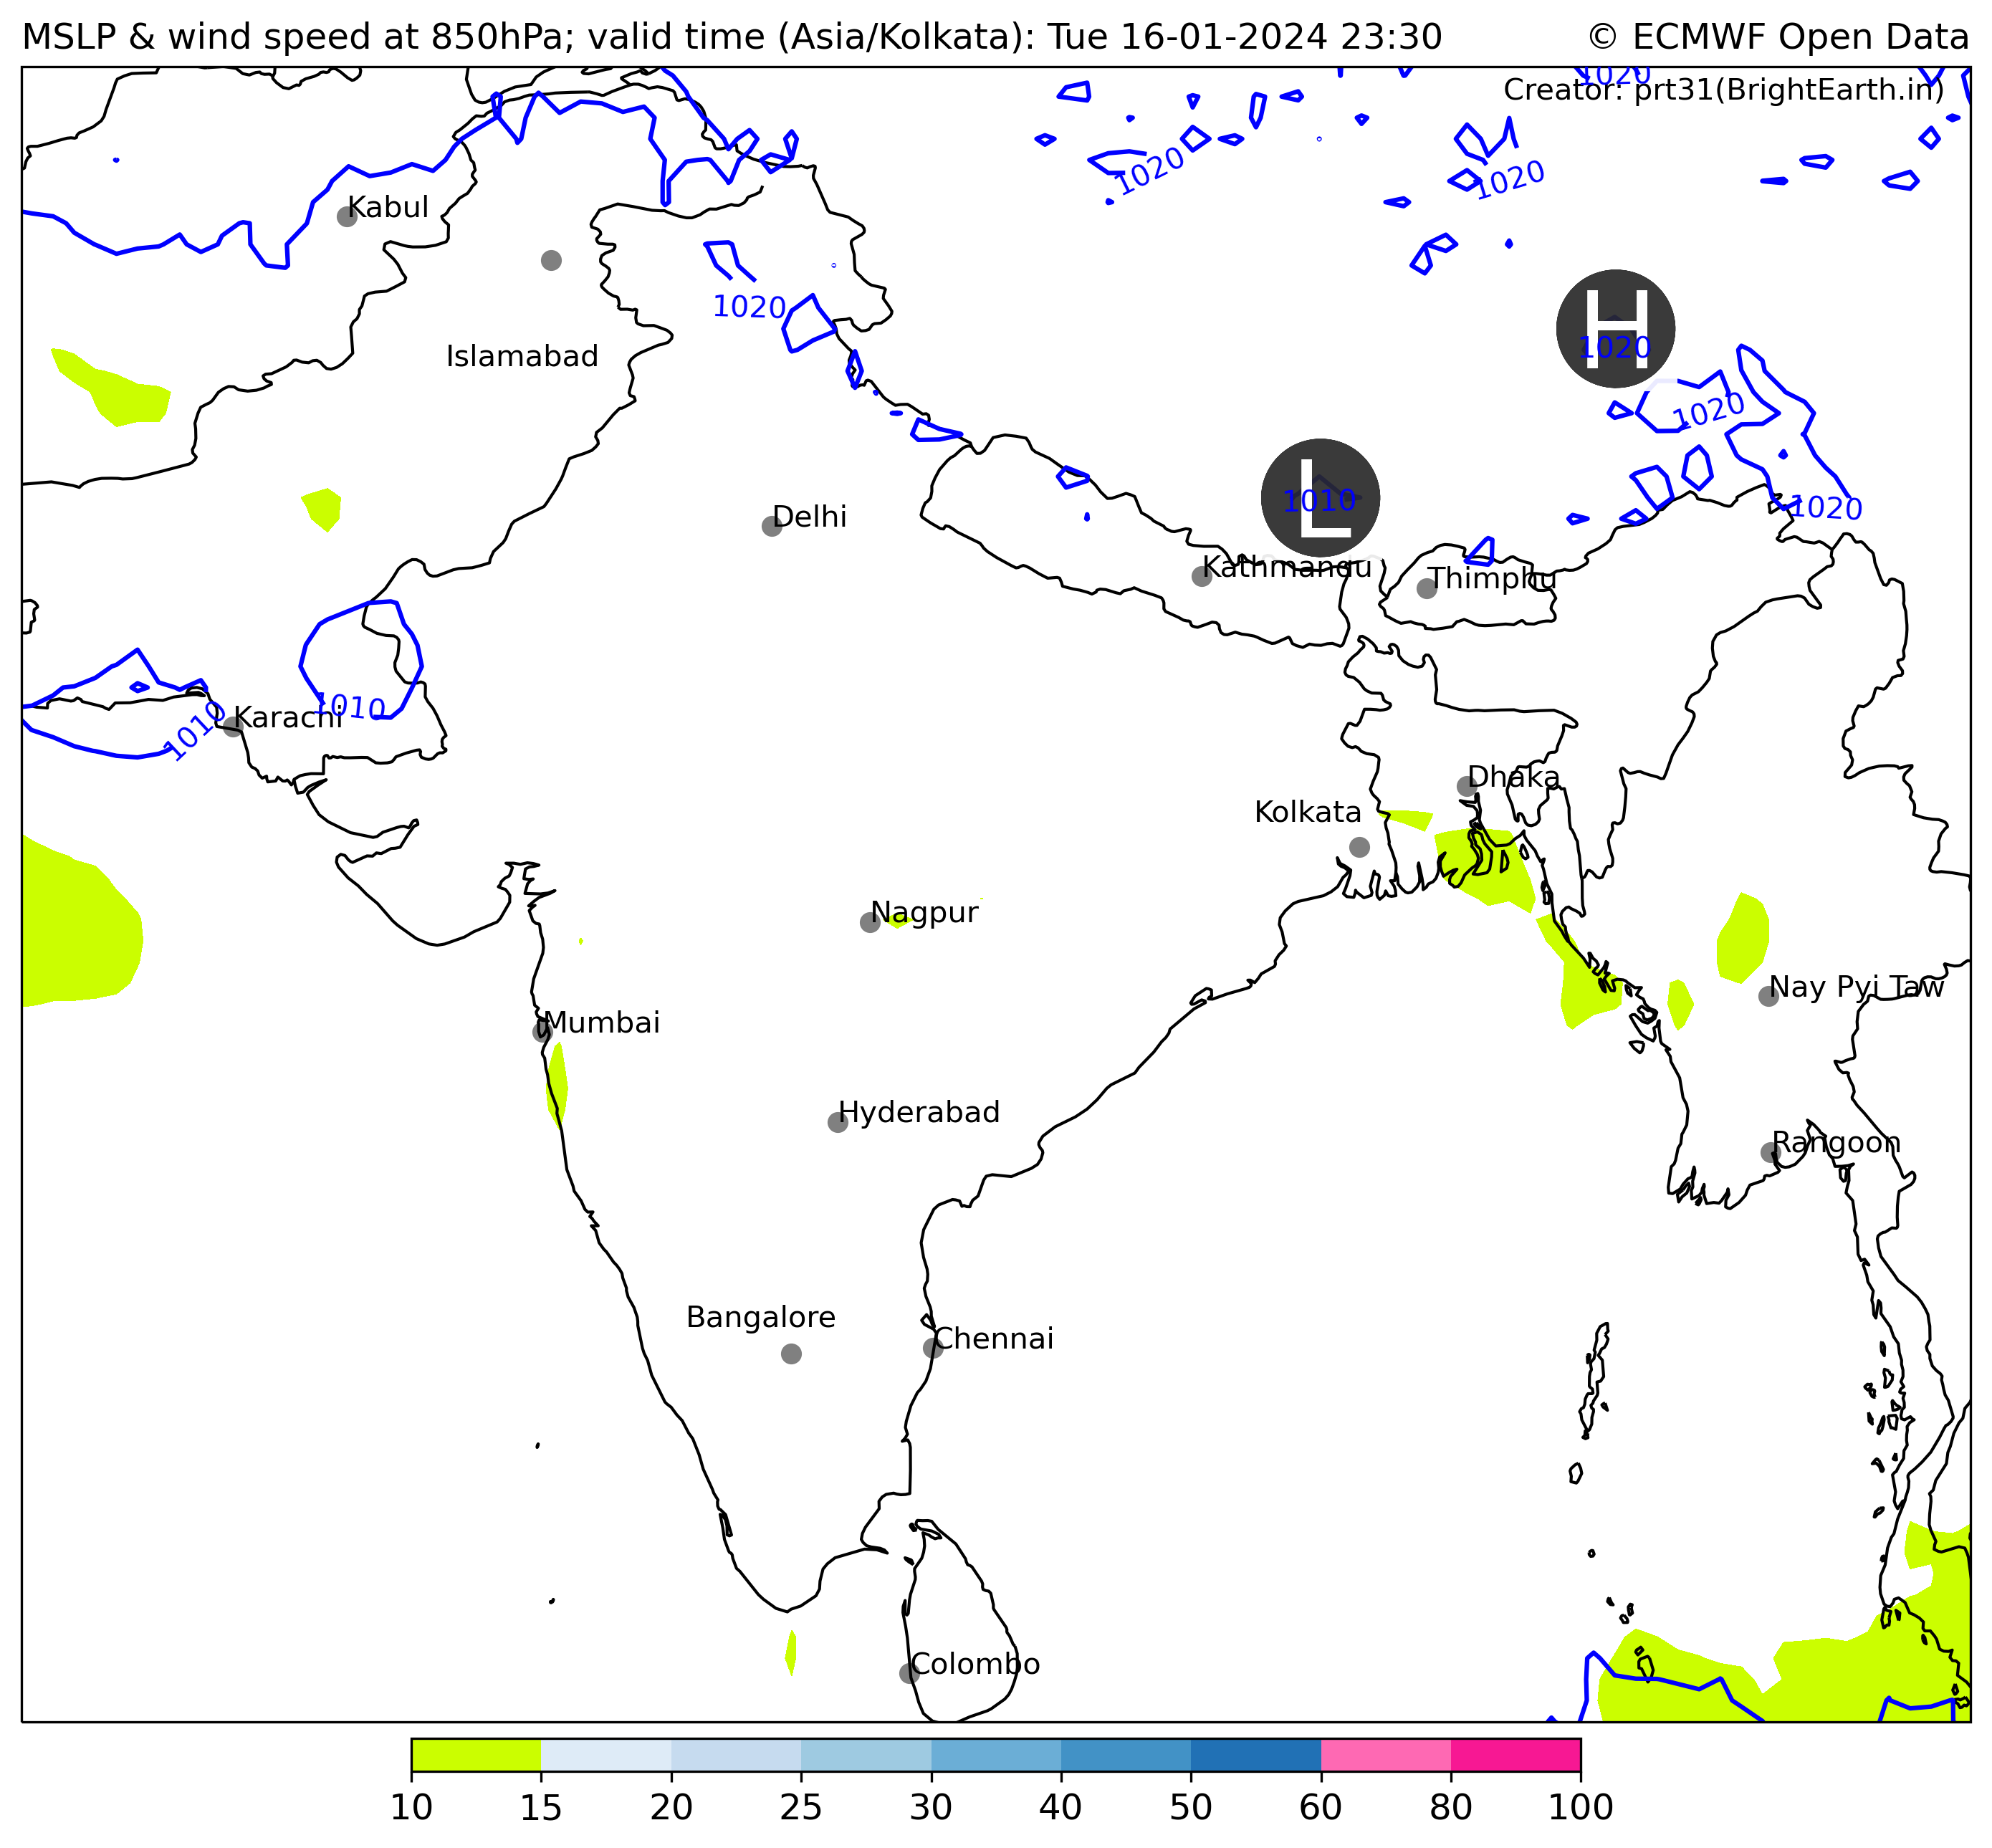 MSLP & wind speed at 850hPa; valid time (Asia/Kolkata): Tue 16-01-2024 23:30 © ECMWF Open Data
1020
Creator: prt31(BrightEarth.in)
1020
1020
Kabul
1020
H
1020
Islamabad
1020
L
1010
1020
Delhi
Kathmandu
Thimphu
1010
1010
Karachi
Dhaka
Kolkata
Nagpur
Nay Pyi Taw
Mumbai
Hyderabad
Rangoon
Bangalore
Chennai
Colombo
10 15 20 25 30 40 50 60 80 100